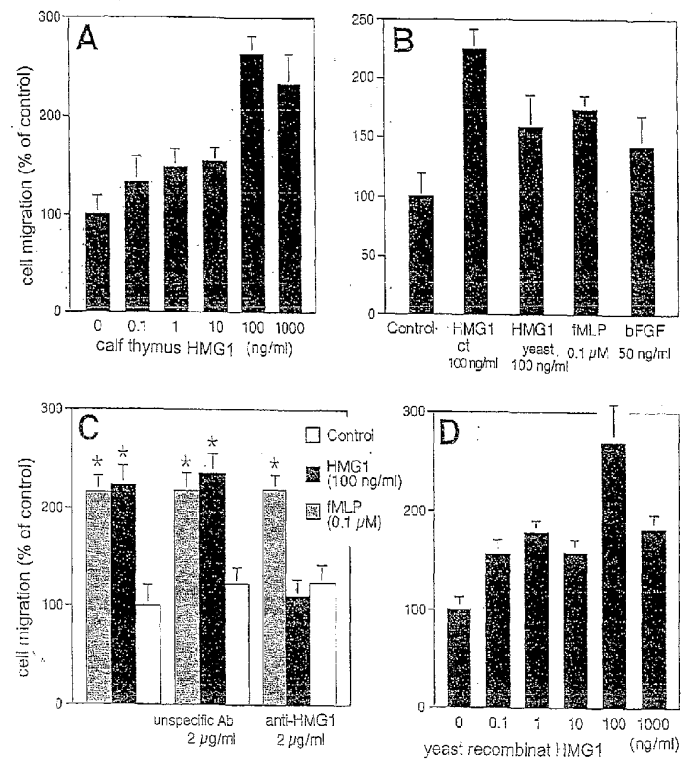 A
300
250
200
100
0
cell migration (% of control)
0 0.1 1 10 100 1000
calf thymus HMG1 (ng/ml)
B
250
200
150
100
50
0
Control HMG1 HMG1 fMLP bFGF
ct yeast 0.1 µM 50 ng/ml
100 ng/ml 100 ng/ml
C
300
200
100
0
cell migration (% of control)
Control
HMG1
(100 ng/ml)
fMLP
(0.1 µM)
* * * * *
unspecific Ab anti-HMG1
2 µg/ml 2 µg/ml
D
300
200
100
0
0 0.1 1 10 100 1000
yeast recombinat HMG1 (ng/ml)